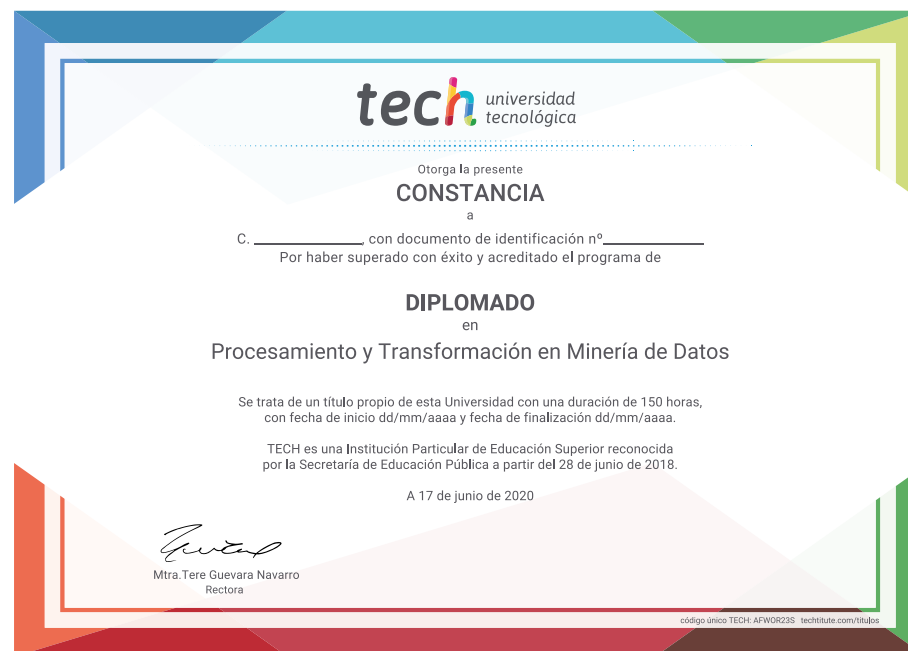 tech universidad
tecnológica
Otorga la presente
CONSTANCIA
a
C. ____________, con documento de identificación nº____________
Por haber superado con éxito y acreditado el programa de
DIPLOMADO
en
Procesamiento y Transformación en Minería de Datos
Se trata de un título propio de esta Universidad con una duración de 150 horas,
con fecha de inicio dd/mm/aaaa y fecha de finalización dd/mm/aaaa.
TECH es una Institución Particular de Educación Superior reconocida
por la Secretaría de Educación Pública a partir del 28 de junio de 2018.
A 17 de junio de 2020
Mtra.Tere Guevara Navarro
Rectora
código único TECH: AFWOR23S techtitute.com/titulos